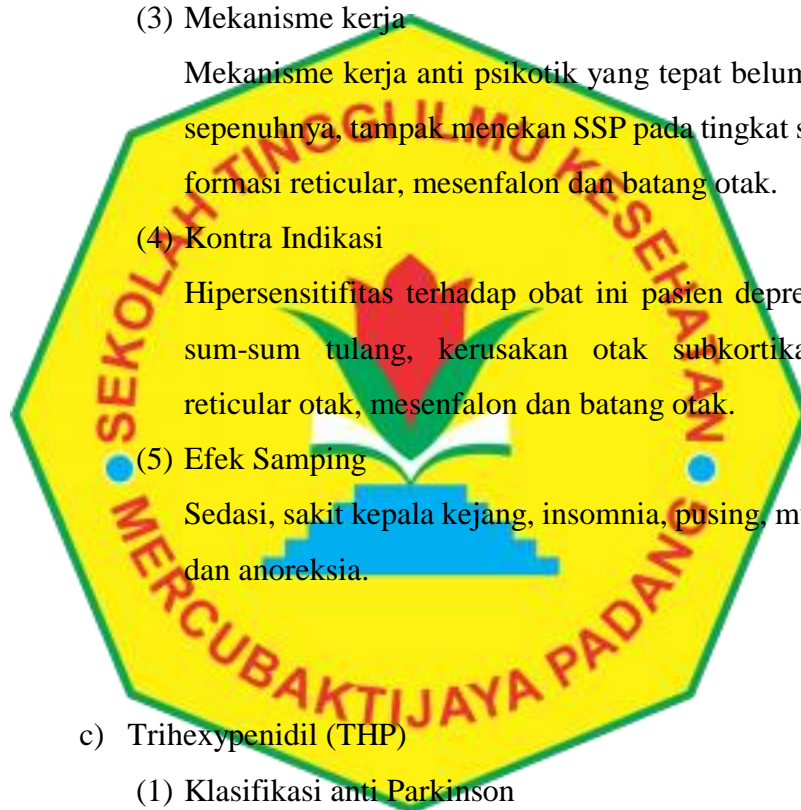 (3) Mekanisme kerja
Mekanisme kerja anti psikotik yang tepat belum
sepenuhnya, tampak menekan SSP pada tingkat s
formasi reticular, mesenfalon dan batang otak.
(4) Kontra Indikasi
Hipersensitifitas terhadap obat ini pasien depre
sum-sum tulang, kerusakan otak subkortika
reticular otak, mesenfalon dan batang otak.
(5) Efek Samping
Sedasi, sakit kepala kejang, insomnia, pusing, m
dan anoreksia.
c) Trihexypenidil (THP)
(1) Klasifikasi anti Parkinson
SEKOLAH TINGGI ILMU KESEHATAN
MERCUBAKTIJAYA PADANG